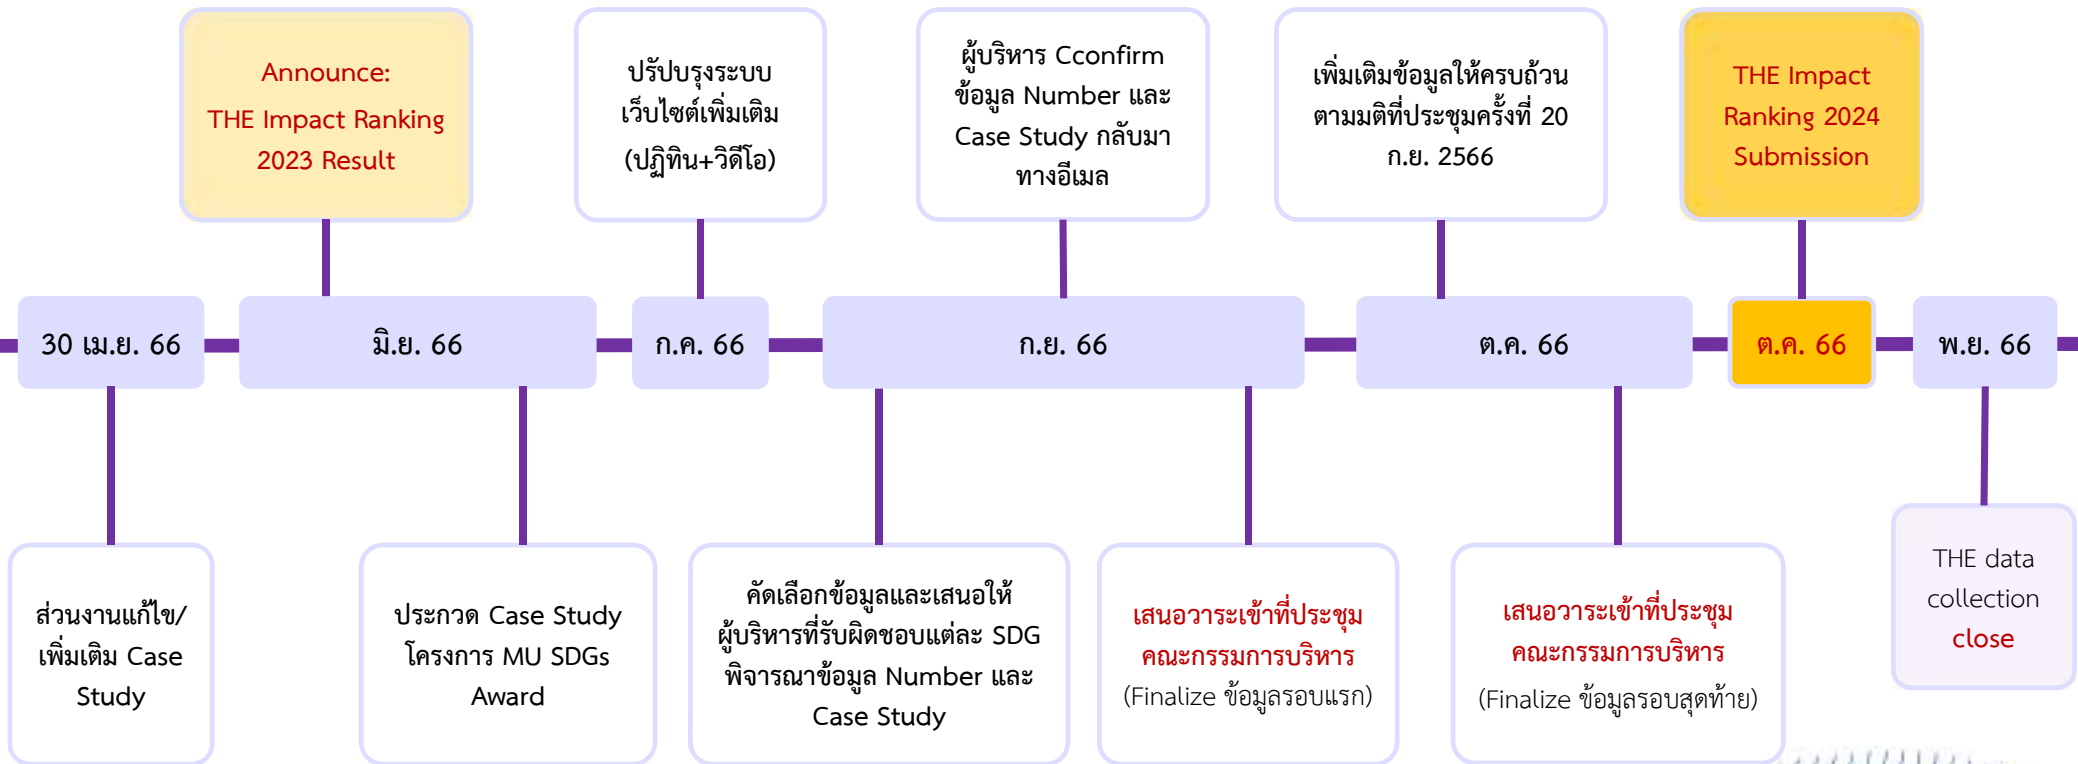 Announce:
THE Impact Ranking
2023 Result
ปรัปบรุงระบบ
เว็บไซต์เพิ่มเติม
(ปฏิทิน+วิดีโอ)
ผู้บริหาร Cconfirm
ข้อมูล Number และ
Case Study กลับมา
ทางอีเมล
เพิ่มเติมข้อมูลให้ครบถ้วน
ตามมติที่ประชุมครั้งที่ 20
ก.ย. 2566
THE Impact
Ranking 2024
Submission
30 เม.ย. 66
มิ.ย. 66
ก.ค. 66
ก.ย. 66
ต.ค. 66
ต.ค. 66
พ.ย. 66
ส่วนงานแก้ไข/
เพิ่มเติม Case
Study
ประกวด Case Study
โครงการ MU SDGs
Award
คัดเลือกข้อมูลและเสนอให้
ผู้บริหารที่รับผิดชอบแต่ละ SDG
พิจารณาข้อมูล Number และ
Case Study
เสนอวาระเข้าที่ประชุม
คณะกรรมการบริหาร
(Finalize ข้อมูลรอบแรก)
เสนอวาระเข้าที่ประชุม
คณะกรรมการบริหาร
(Finalize ข้อมูลรอบสุดท้าย)
THE data
collection
close